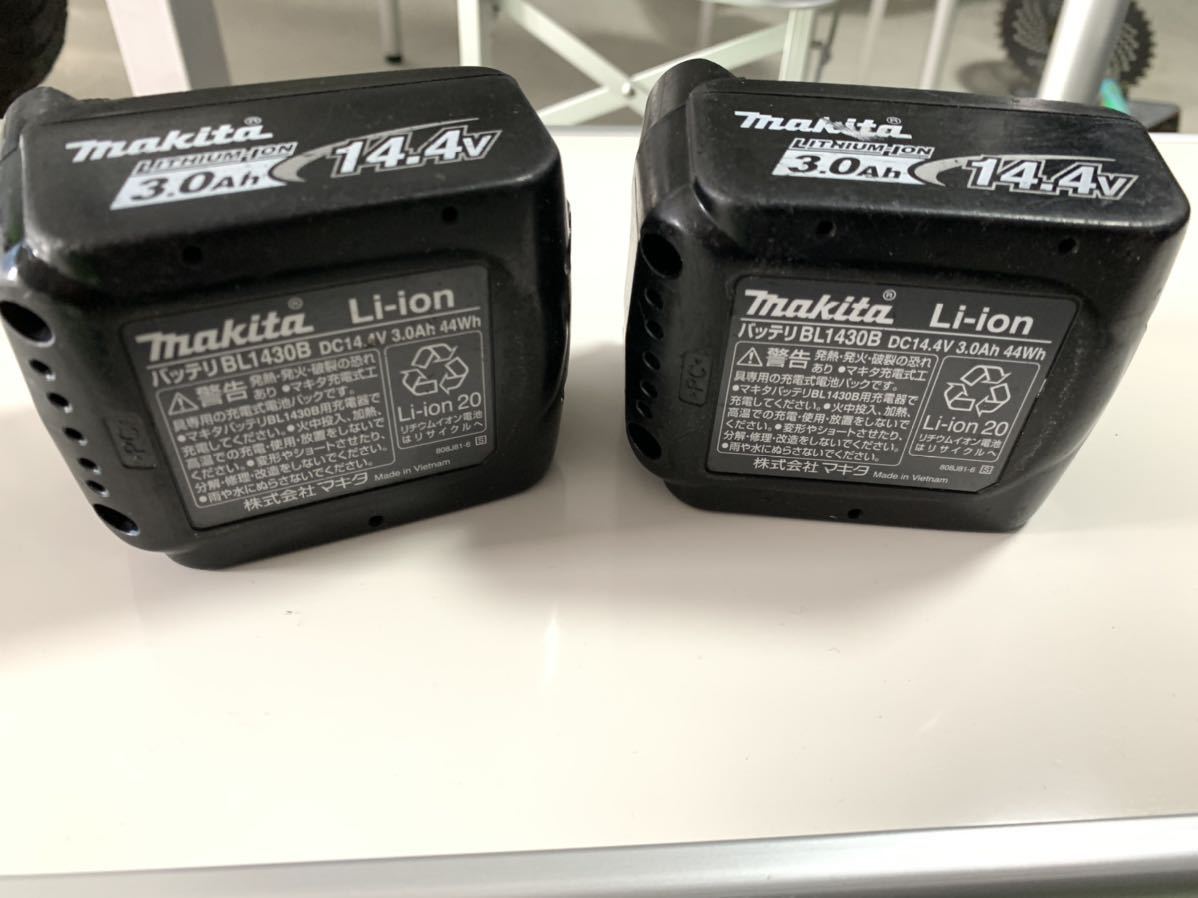 makita®
LITHIUM-ION
3.0Ah
14.4V
makita® Li-ion
バッテリBL1430B DC14.4V 3.0Ah 44Wh
警告 発熱・発火・破裂の恐れ
あり ●マキタ充電式工
具専用の充電式電池パックです。
●マキタバッテリBL1430B用充電器で
充電してください。●火中投入、加熱、
高温での充電・使用・放置をしないで
ください。●変形やショートさせたり、
分解・修理・改造をしないでください。
●雨や水にぬらさないでください。
Li-ion 20
リチウムイオン電池
はリサイクルへ
808J81-6 S
株式会社 マキタ Made in Vietnam
PC
makita®
LITHIUM-ION
3.0Ah
14.4V
makita® Li-ion
バッテリBL1430B DC14.4V 3.0Ah 44Wh
警告 発熱・発火・破裂の恐れ
あり ●マキタ充電式工
具専用の充電式電池パックです。
●マキタバッテリBL1430B用充電器で
充電してください。●火中投入、加熱、
高温での充電・使用・放置をしないで
ください。●変形やショートさせたり、
分解・修理・改造をしないでください。
●雨や水にぬらさないでください。
Li-ion 20
リチウムイオン電池
はリサイクルへ
808J81-6 S
株式会社 マキタ Made in Vietnam
PC